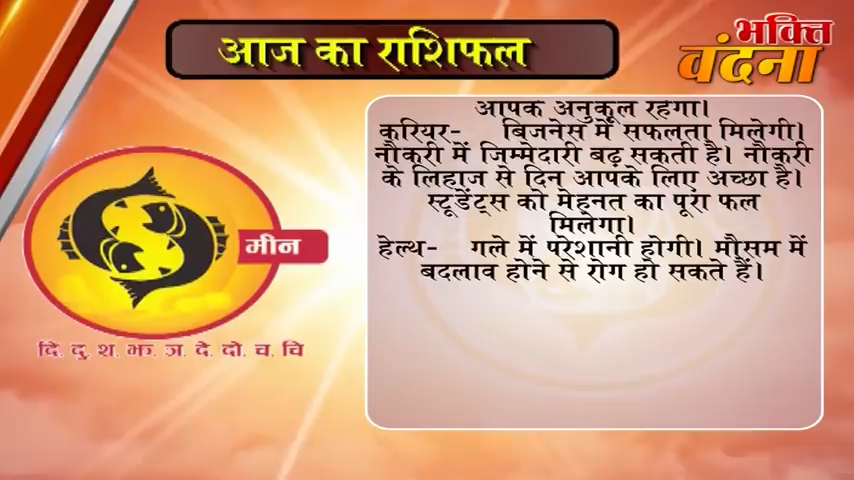 आज का राशिफल
भक्ति
वंदना
आपके अनुकूल रहेगा।
करियर- बिजनेस में सफलता मिलेगी।
नौकरी में जिम्मेदारी बढ़ सकती है। नौकरी
के लिहाज से दिन आपके लिए अच्छा है।
स्टूडेंट्स को मेहनत का पूरा फल
मिलेगा।
हेल्थ- गले में परेशानी होगी। मौसम में
बदलाव होने से रोग हो सकते हैं।
मीन
दि. दु. श. झ. ञ. दे. दो. च. चि